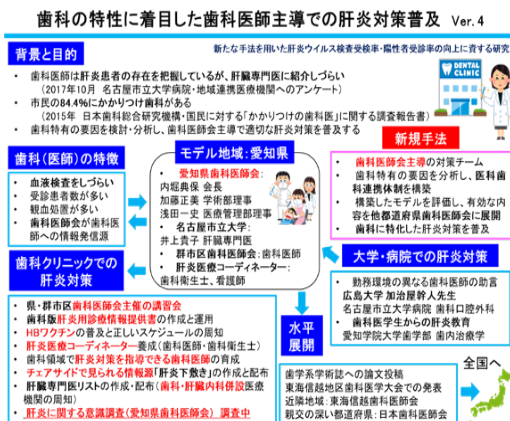 歯科の特性に着目した歯科医師主導での肝炎対策普及 Ver. 4
新たな手法を用いた肝炎ウイルス検査受検率・陽性者受診率の向上に資する研究
背景と目的
• 歯科医師は肝炎患者の存在を把握しているが、肝臓専門医に紹介しづらい
(2017年10月 名古屋市立大学病院・地域連携医療機関へのアンケート)
• 市民の84.4%にかかりつけ歯科がある
(2015年 日本歯科総合研究機構・国民に対する「かかりつけの歯科医」に関する調査報告書)
• 歯科特有の要因を検討・分析し、歯科医師主導で適切な肝炎対策を普及する
DENTAL
CLINIC
歯科(医師)の特徴
• 血液検査をしづらい
• 受診患者数が多い
• 観血処置が多い
• 歯科医師会が歯科医
師への情報発信源
モデル地域:愛知県
• 愛知県歯科医師会:
内堀典保 会長
加藤正美 学術部理事
浅田一史 医療管理部理事
• 名古屋市立大学:
井上貴子 肝臓専門医
• 群市区歯科医師会:歯科医師
• 肝炎医療コーディネーター:
歯科衛生士、看護師
新規手法
• 歯科医師主導の対策チーム
• 歯科特有の要因を分析し、医科歯
科連携体制を構築
• 構築したモデルを評価し、有効な内
容を他都道府県歯科医師会に展開
• 歯科に特化した肝炎対策を普及
大学・病院での肝炎対策
• 勤務環境の異なる歯科医師の助言
広島大学 加治屋幹人先生
名古屋市立大学病院 歯科口腔外科
• 歯科医学生からの肝炎教育
愛知学院大学歯学部 歯内治療学
歯科クリニックでの
肝炎対策
• 県・郡市区歯科医師会主催の講習会
• 歯科版肝炎用診療情報提供書の作成と運用
• HBワクチンの普及と正しいスケジュールの周知
• 肝炎医療コーディネーター養成(歯科医師・歯科衛生士)
• 歯科領域で肝炎対策を指導できる歯科医師の育成
• チェアサイドで見られる情報源「肝炎下敷き」の作成と配布
• 肝臓専門医リストの作成・配布(歯科・肝臓内科併設医療
機関の周知)
• 肝炎に関する意識調査(愛知県歯科医師会) 調査中
水平
展開
歯学系学術誌への論文投稿
東海信越地区歯科医学大会での発表
近隣地域:東海信越歯科医師会
親交の深い都道府県:日本歯科医師会
全国へ